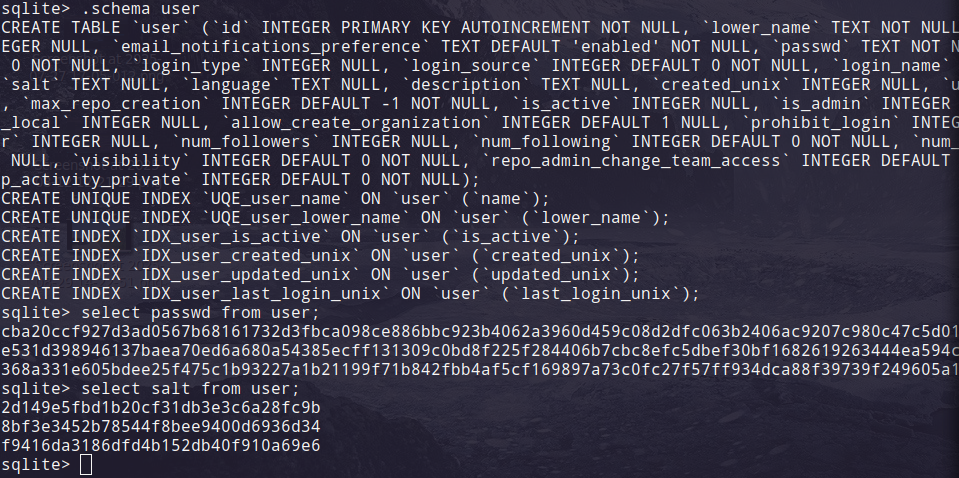 sqlite> .schema user
CREATE TABLE `user` (`id` INTEGER PRIMARY KEY AUTOINCREMENT NOT NULL, `lower_name` TEXT NOT NULL
EGER NULL, `email_notifications_preference` TEXT DEFAULT 'enabled' NOT NULL, `passwd` TEXT NOT N
0 NOT NULL, `login_type` INTEGER NULL, `login_source` INTEGER DEFAULT 0 NOT NULL, `login_name`
`salt` TEXT NULL, `language` TEXT NULL, `description` TEXT NULL, `created_unix` INTEGER NULL, `u
, `max_repo_creation` INTEGER DEFAULT -1 NOT NULL, `is_active` INTEGER NULL, `is_admin` INTEGER
_local` INTEGER NULL, `allow_create_organization` INTEGER DEFAULT 1 NULL, `prohibit_login` INTEG
r` INTEGER NULL, `num_followers` INTEGER NULL, `num_following` INTEGER DEFAULT 0 NOT NULL, `num_
NULL, `visibility` INTEGER DEFAULT 0 NOT NULL, `repo_admin_change_team_access` INTEGER DEFAULT
p_activity_private` INTEGER DEFAULT 0 NOT NULL);
CREATE UNIQUE INDEX `UQE_user_name` ON `user` (`name`);
CREATE UNIQUE INDEX `UQE_user_lower_name` ON `user` (`lower_name`);
CREATE INDEX `IDX_user_is_active` ON `user` (`is_active`);
CREATE INDEX `IDX_user_created_unix` ON `user` (`created_unix`);
CREATE INDEX `IDX_user_updated_unix` ON `user` (`updated_unix`);
CREATE INDEX `IDX_user_last_login_unix` ON `user` (`last_login_unix`);
sqlite> select passwd from user;
cba20ccf927d3ad0567b68161732d3fbca098ce886bbc923b4062a3960d459c08d2dfc063b2406ac9207c980c47c5d01
e531d398946137baea70ed6a680a54385ecff131309c0bd8f225f284406b7cbc8efc5dbef30bf1682619263444ea594c
368a331e605bdee25f475c1b93227a1b21199f71b842fbb4af5cf169897a73c0fc27f57ff934dca88f39739f249605a1
sqlite> select salt from user;
2d149e5fbd1b20cf31db3e3c6a28fc9b
8bf3e3452b78544f8bee9400d6936d34
f9416da3186dfd4b152db40f910a69e6
sqlite>